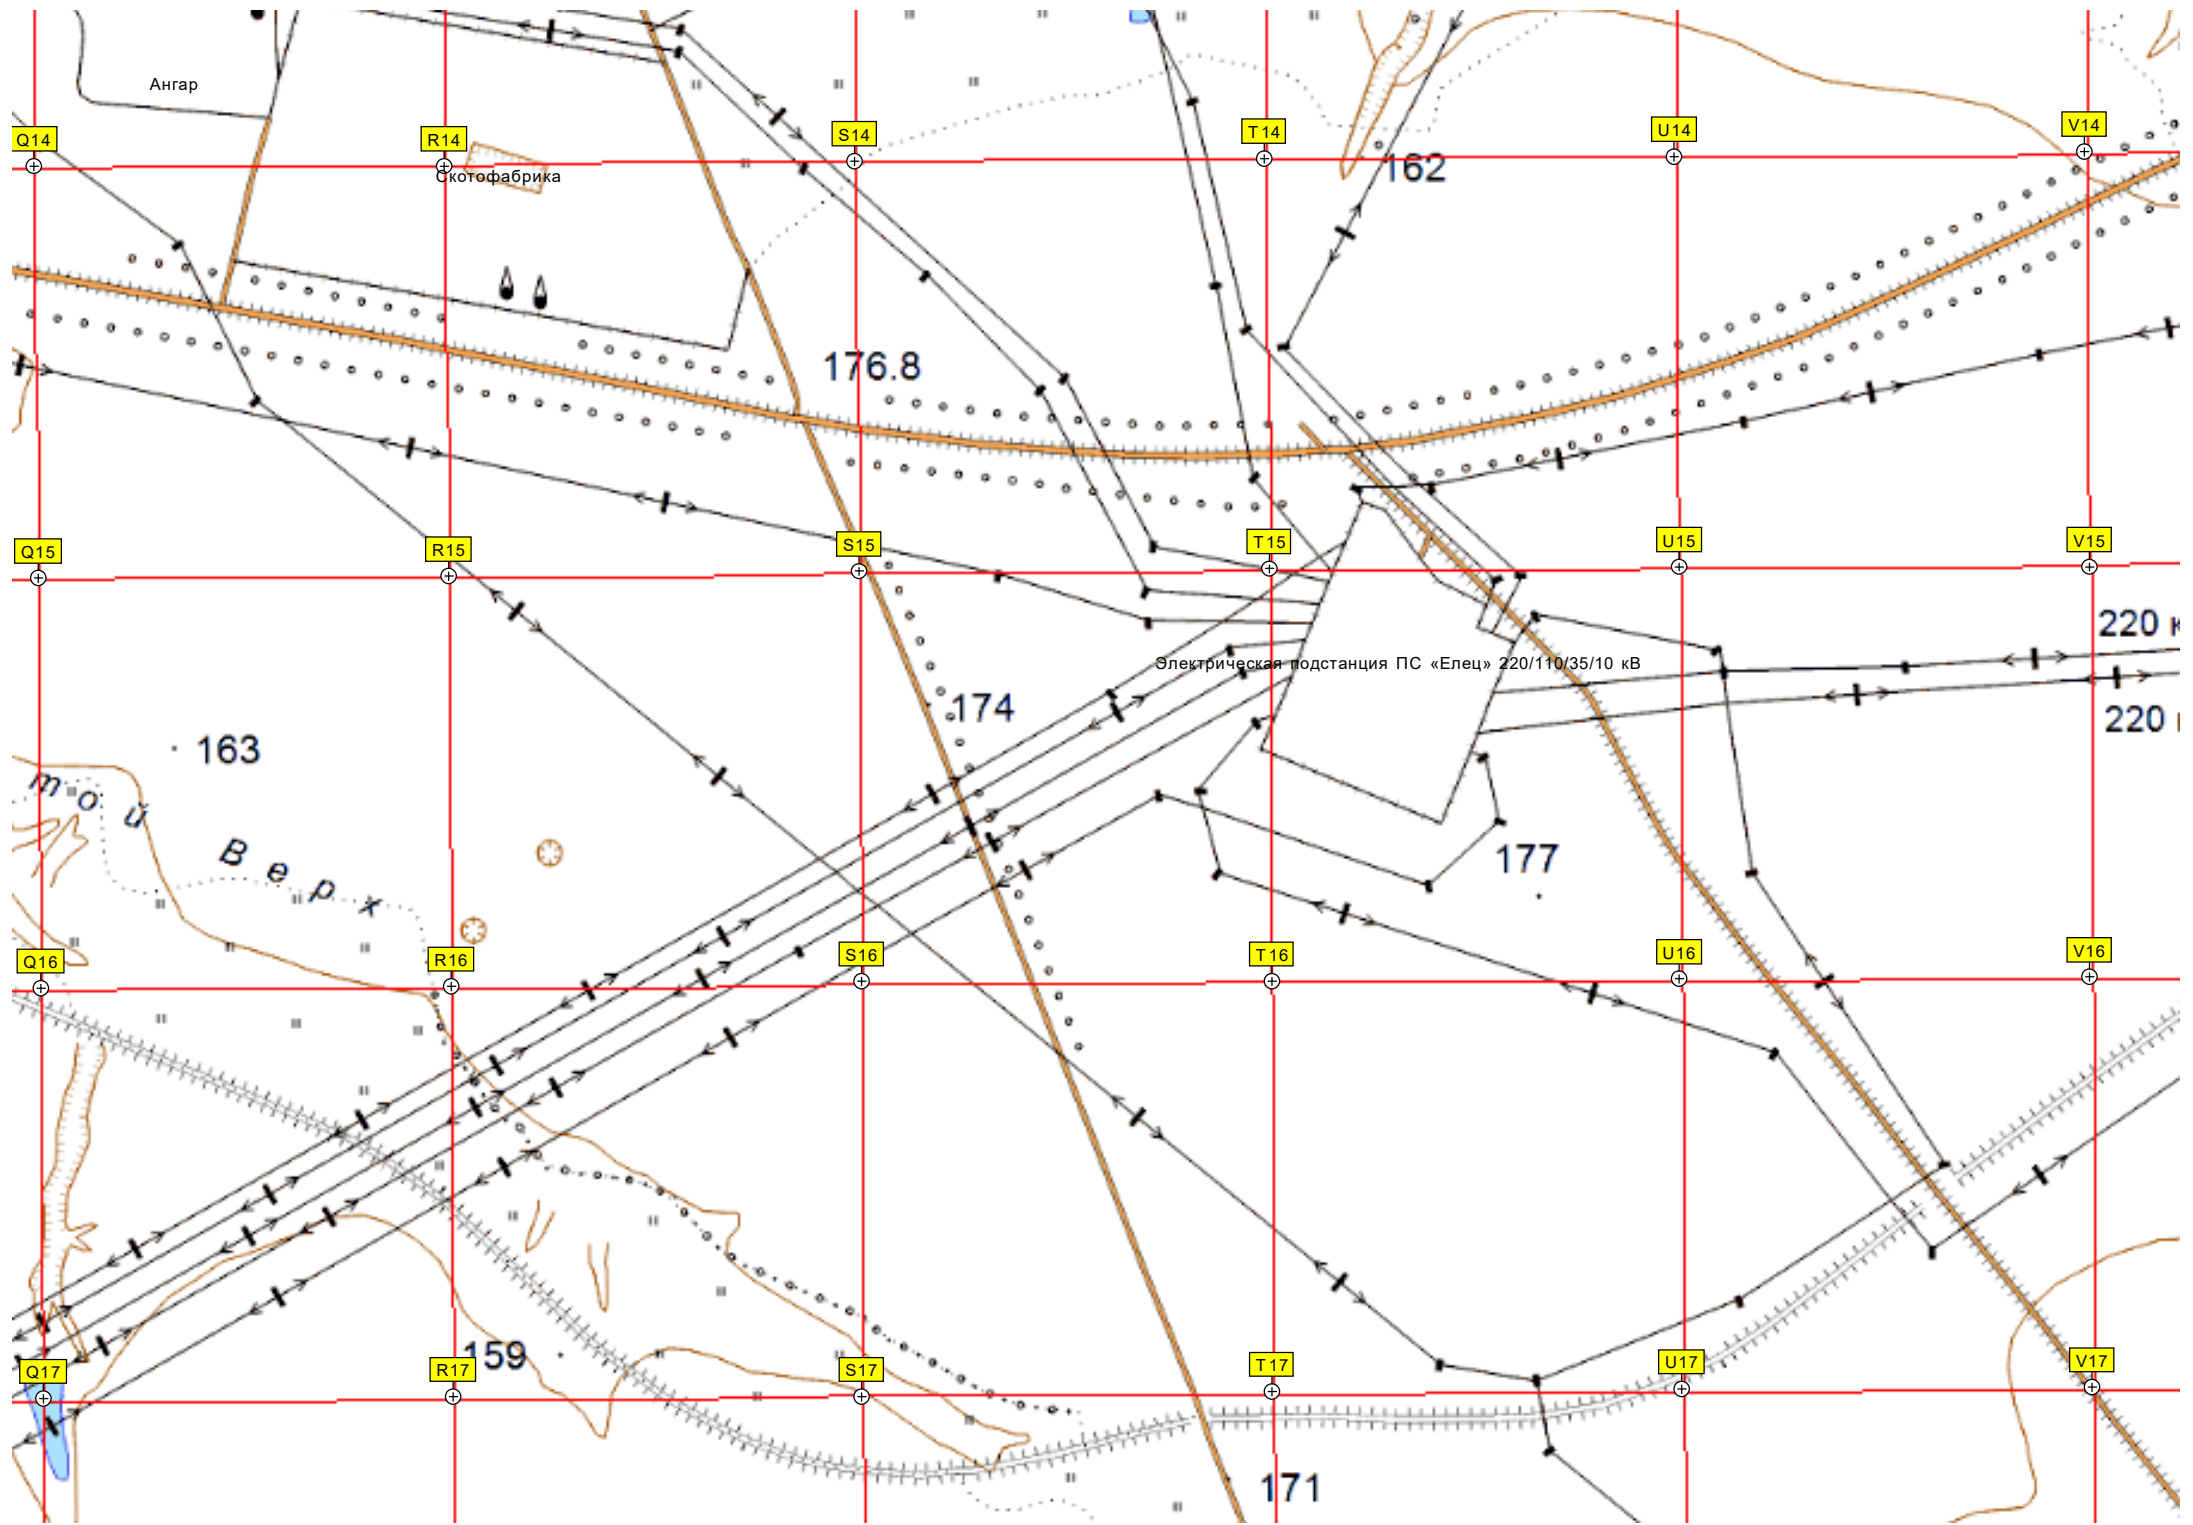 Ангар
Q14
R14
S14
T14
U14
V14
Скотофабрика
162
176.8
Q15
R15
S15
T15
U15
V15
220 к
Электрическая подстанция ПС «Елец» 220/110/35/10 кВ
174
220
163
той
Верх
177
Q16
R16
S16
T16
U16
V16
159
Q17
R17
S17
T17
U17
V17
171